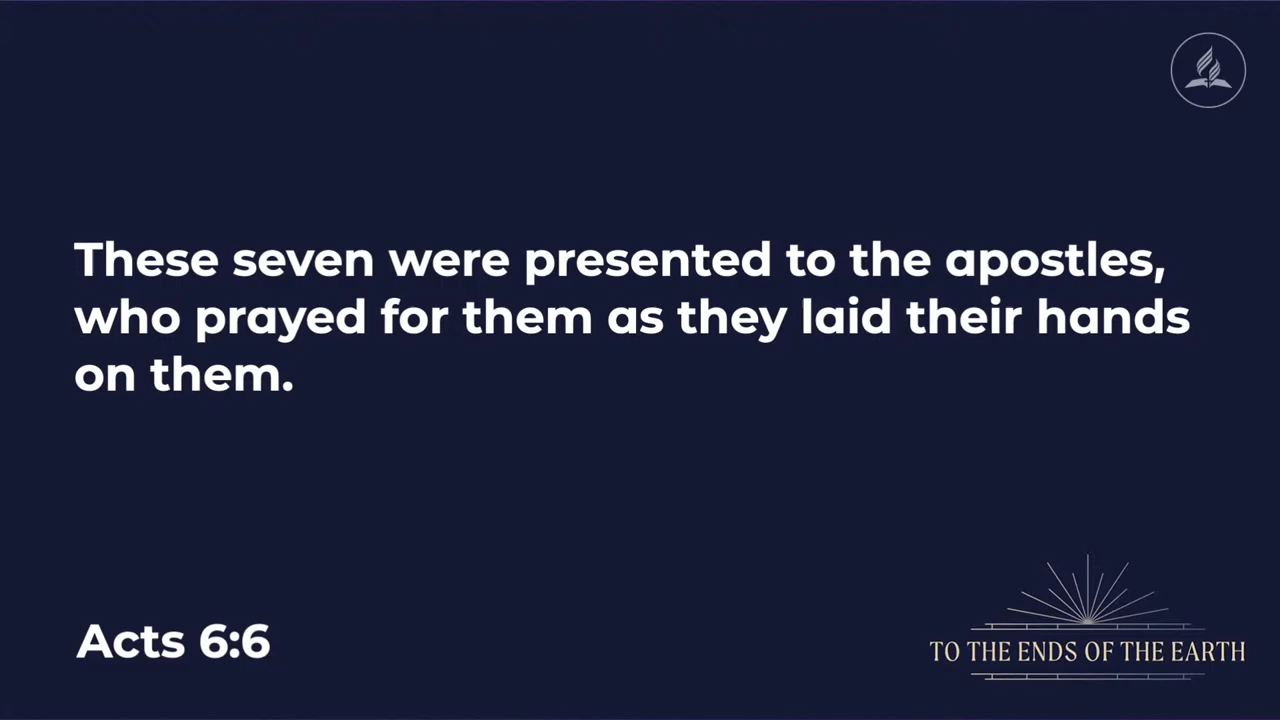 These seven were presented to the apostles,
who prayed for them as they laid their hands
on them.
Acts 6:6
TO THE ENDS OF THE EARTH